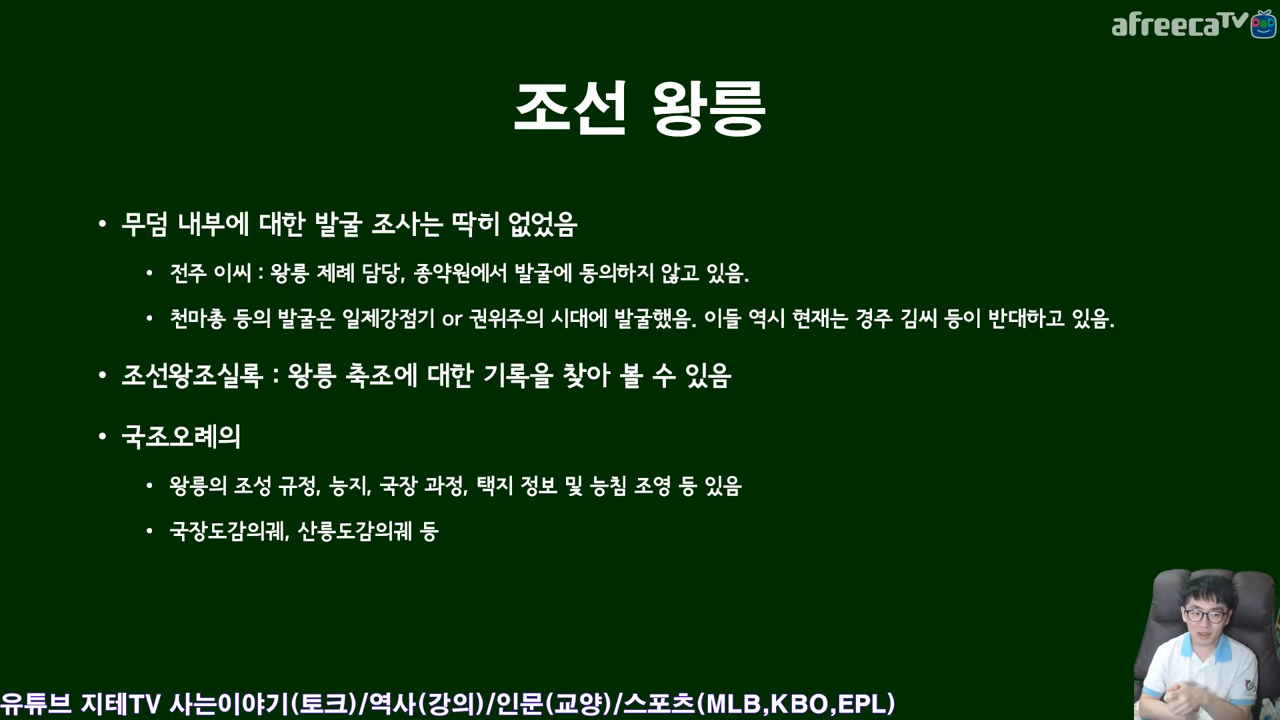 afreecaTV
조선 왕릉
• 무덤 내부에 대한 발굴 조사는 딱히 없었음
• 전주 이씨 : 왕릉 제례 담당, 종약원에서 발굴에 동의하지 않고 있음.
• 천마총 등의 발굴은 일제강점기 or 권위주의 시대에 발굴했음. 이들 역시 현재는 경주 김씨 등이 반대하고 있음.
• 조선왕조실록 : 왕릉 축조에 대한 기록을 찾아 볼 수 있음
• 국조오례의
• 왕릉의 조성 규정, 능지, 국장 과정, 택지 정보 및 능침 조영 등 있음
• 국장도감의궤, 산릉도감의궤 등
유튜브 지테TV 사는이야기(토크)/역사(강의)/인문(교양)/스포츠(MLB,KBO,EPL)